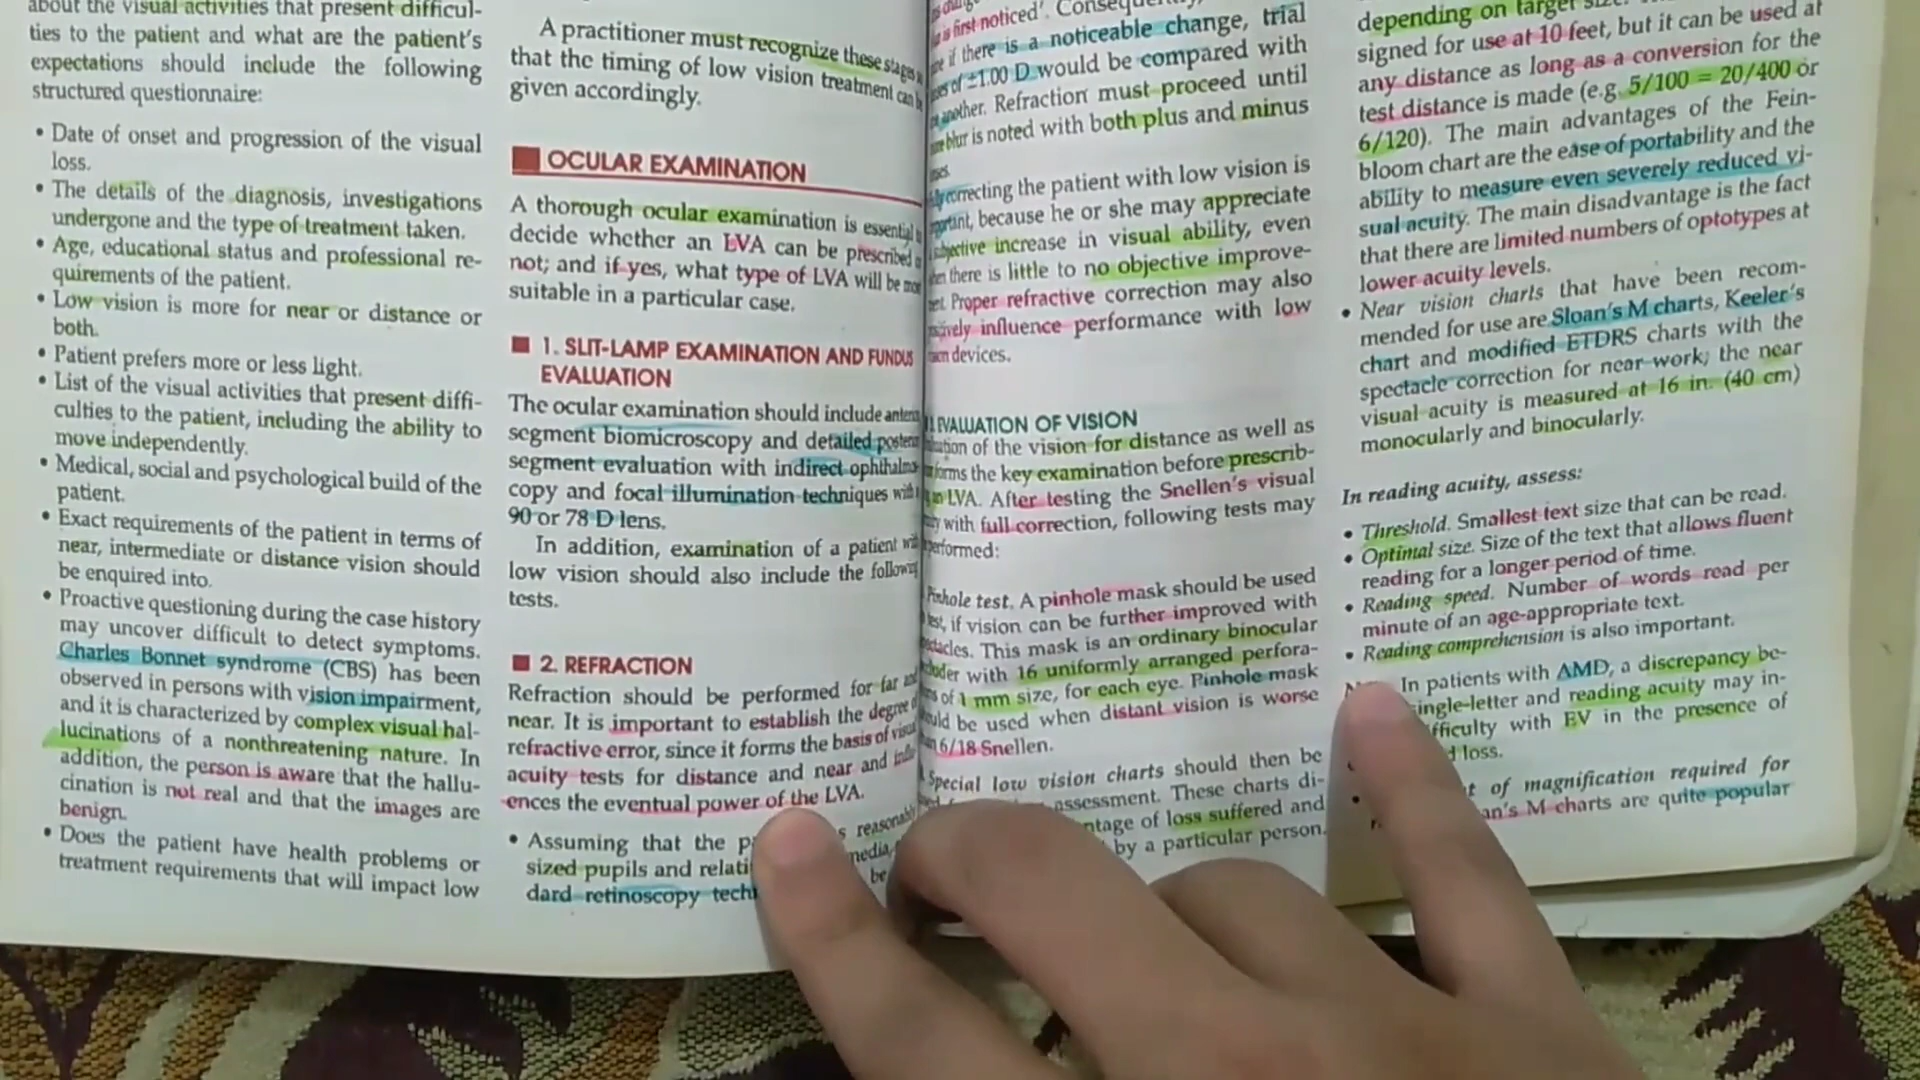 about the visual activities that present difficul-
ties to the patient and what are the patient's
expectations should include the following
structured questionnaire:
• Date of onset and progression of the visual
loss.
• The details of the diagnosis, investigations
undergone and the type of treatment taken.
• Age, educational status and professional re-
quirements of the patient.
• Low vision is more for near or distance or
both.
• Patient prefers more or less light.
• List of the visual activities that present diffi-
culties to the patient, including the ability to
move independently.
• Medical, social and psychological build of the
patient.
• Exact requirements of the patient in terms of
near, intermediate or distance vision should
be enquired into.
• Proactive questioning during the case history
may uncover difficult to detect symptoms.
Charles Bonnet syndrome (CBS) has been
observed in persons with vision impairment,
and it is characterized by complex visual hal-
lucinations of a nonthreatening nature. In
addition, the person is aware that the hallu-
cination is not real and that the images are
benign.
• Does the patient have health problems or
treatment requirements that will impact low
A practitioner must recognize these stages
that the timing of low vision treatment can
given accordingly.
OCULAR EXAMINATION
A thorough ocular examination is essential
decide whether an LVA can be prescribed
not; and if yes, what type of LVA will be
suitable in a particular case.
1. SLIT-LAMP EXAMINATION AND FUNDUS
EVALUATION
The ocular examination should include
segment biomicroscopy and detailed
segment evaluation with indirect
copy and focal illumination techniques
90 or 78 D lens.
In addition, examination of a patient
low vision should also include the following
tests.
2. REFRACTION
Refraction should be performed for far
near. It is important to establish the degree
refractive error, since it forms the basis of
acuity tests for distance and near and
ences the eventual power of the LVA.
• Assuming that the
reasonably
sized pupils and
dard retinoscopy
is first noticed'.
if there is a noticeable change, trial
of ±1.00 D would be compared with
another. Refraction must proceed until
blur is noted with both plus and minus
correcting the patient with low vision is
because he or she may appreciate
increase in visual ability, even
there is little to no objective improve-
Proper refractive correction may also
influence performance with low
devices.
EVALUATION OF VISION
of the vision for distance as well as
forms the key examination before prescrib-
LVA. After testing the Snellen's visual
with full correction, following tests may
performed:
Pinhole test. A pinhole mask should be used
if vision can be further improved with
This mask is an ordinary binocular
with 16 uniformly arranged perfora-
of 1 mm size, for each eye. Pinhole mask
be used when distant vision is worse
6/18 Snellen.
Special low vision charts should then be
assessment. These charts di-
of loss suffered and
by a particular person.
depending on target size.
signed for use at 10 feet, but it can be used at
any distance as long as a conversion for the
test distance is made (e.g. 5/100 = 20/400 or
6/120). The main advantages of the Fein-
bloom chart are the ease of portability and the
ability to measure even severely reduced vi-
sual acuity. The main disadvantage is the fact
that there are limited numbers of optotypes at
lower acuity levels.
• Near vision charts that have been recom-
mended for use are Sloan's M charts, Keeler's
chart and modified ETDRS charts with the
spectacle correction for near work; the near
visual acuity is measured at 16 in. (40 cm)
monocularly and binocularly.
In reading acuity, assess:
• Threshold. Smallest text size that can be read.
• Optimal size. Size of the text that allows fluent
reading for a longer period of time.
• Reading speed. Number of words read per
minute of an age-appropriate text.
• Reading comprehension is also important.
In patients with AMD, a discrepancy be-
and reading acuity may in-
with EV in the presence of
loss.
of magnification required for
M charts are quite popular